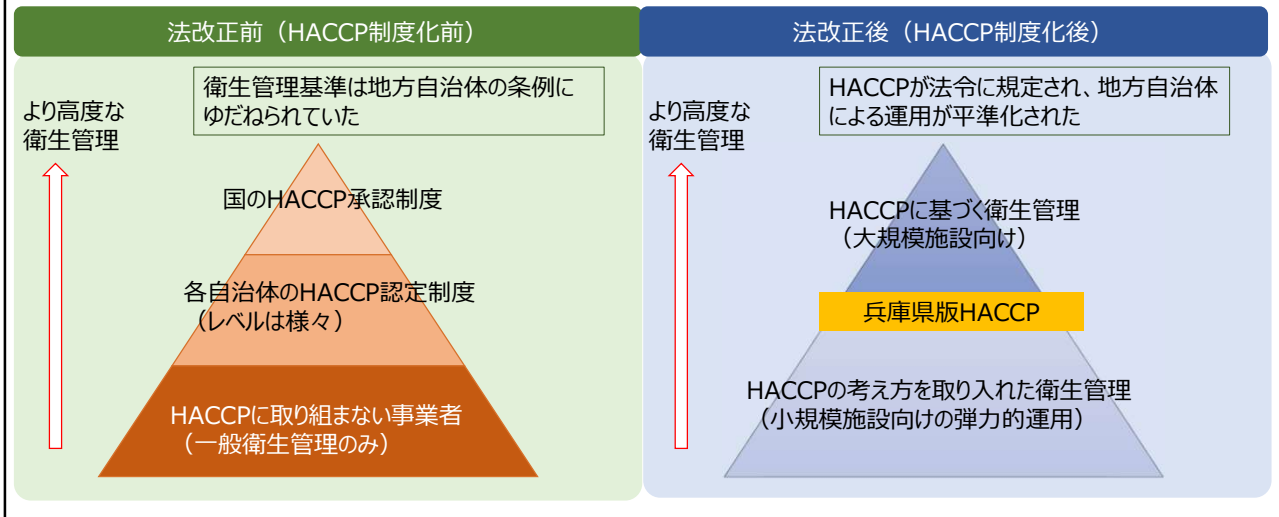 法改正前（HACCP制度化前）
衛生管理基準は地方自治体の条例に
ゆだねられていた
より高度な
衛生管理
国のHACCP承認制度
各自治体のHACCP認定制度
（レベルは様々）
HACCPに取り組まない事業者
（一般衛生管理のみ）
法改正後（HACCP制度化後）
HACCPが法令に規定され、地方自治体
による運用が平準化された
より高度な
衛生管理
HACCPに基づく衛生管理
（大規模施設向け）
兵庫県版HACCP
HACCPの考え方を取り入れた衛生管理
（小規模施設向けの弾力的運用）